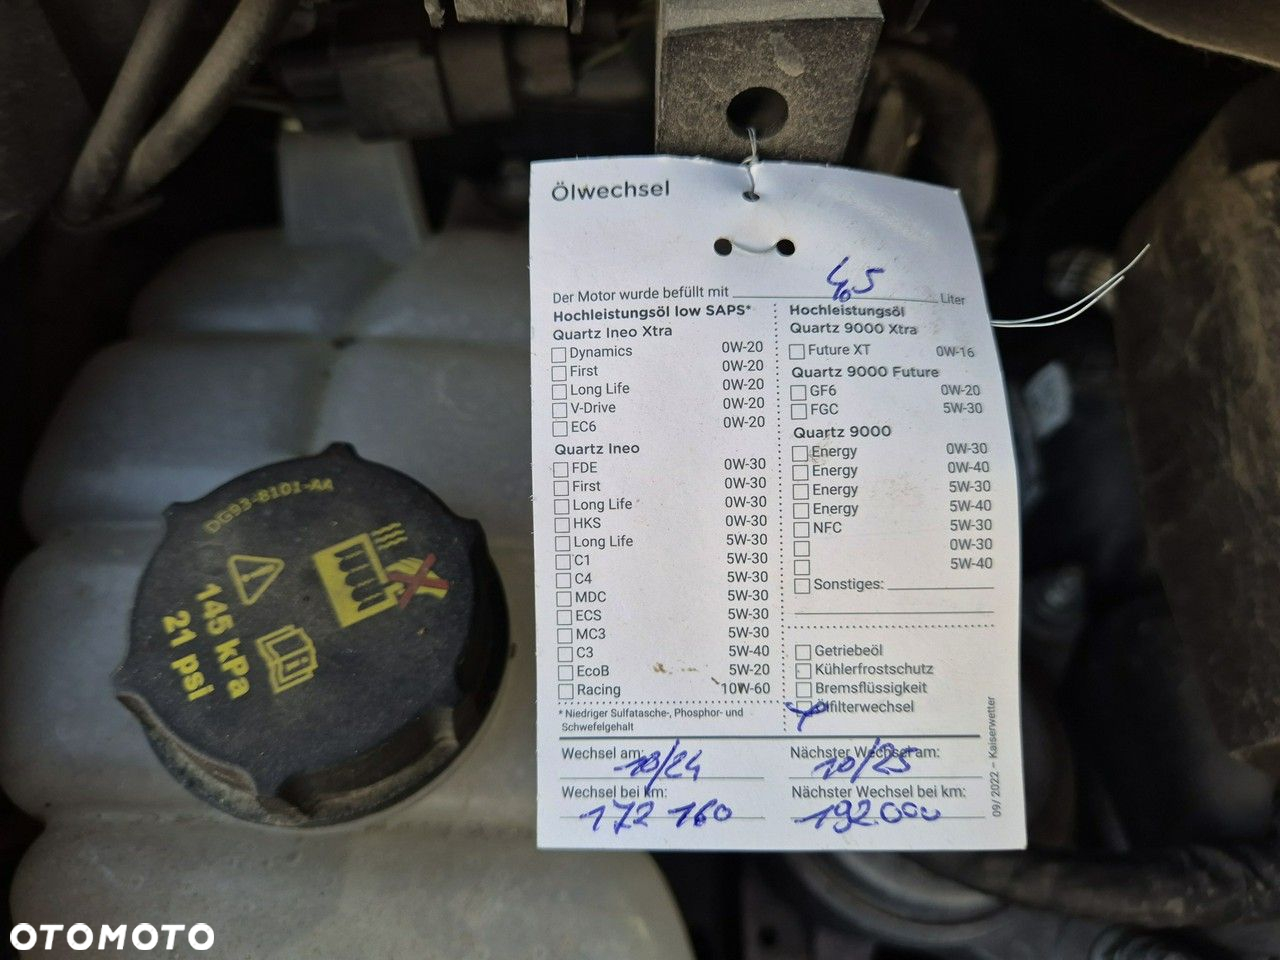 Ölwechsel
Der Motor wurde befüllt mit 4,5 Liter
Hochleistungsöl low SAPS*
Quartz Ineo Xtra
Dynamics 0W-20
First 0W-20
Long Life 0W-20
V-Drive 0W-20
EC6 0W-20
Quartz Ineo
FDE 0W-30
First 0W-30
Long Life 0W-30
HKS 0W-30
Long Life 5W-30
C1 5W-30
C4 5W-30
MDC 5W-30
ECS 5W-30
MC3 5W-30
C3 5W-40
EcoB 5W-20
Racing 10W-60
* Niedriger Sulfatasche-, Phosphor- und
Schwefelgehalt
Hochleistungsöl
Quartz 9000 Xtra
Future XT 0W-16
Quartz 9000 Future
GF6 0W-20
FGC 5W-30
Quartz 9000
Energy 0W-30
Energy 0W-40
Energy 5W-30
Energy 5W-40
NFC 5W-30
0W-30
5W-40
Sonstiges:
Getriebeöl
Kühlerfrostschutz
Bremsflüssigkeit
Ölfilterwechsel
Wechsel am: 10/24
Nächster Wechsel am: 10/25
Wechsel bei km:
172 160
Nächster Wechsel bei km:
192.000
09/2022 – Kaiserwetter
DG93-8101-AA
145 kPa
21 psi
OTOMOTO